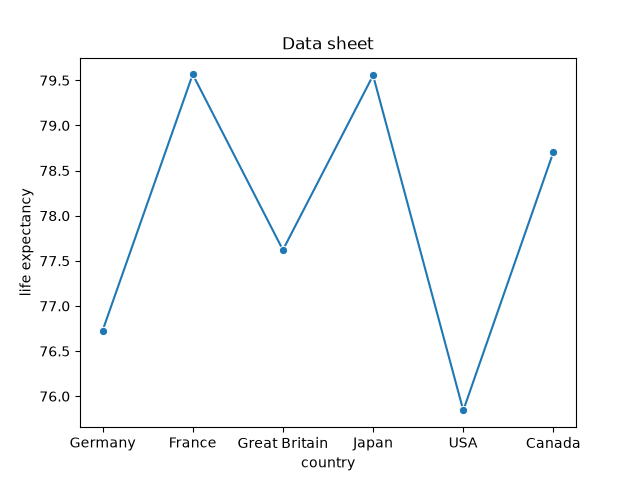 Data sheet
79.5
79.0
78.5
78.0
77.5
77.0
76.5
76.0
life expectancy
Germany France Great Britain Japan USA Canada
country